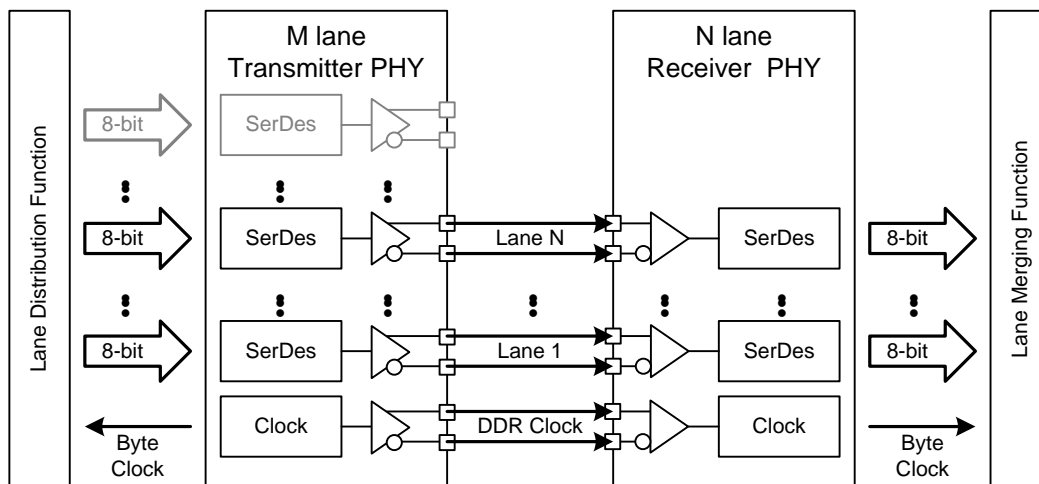 M lane
Transmitter PHY
N lane
Receiver PHY
Lane Distribution Function
8-bit
SerDes
8-bit
SerDes
Lane N
SerDes
8-bit
8-bit
SerDes
Lane 1
SerDes
8-bit
Clock
DDR Clock
Clock
Byte
Clock
Byte
Clock
Lane Merging Function